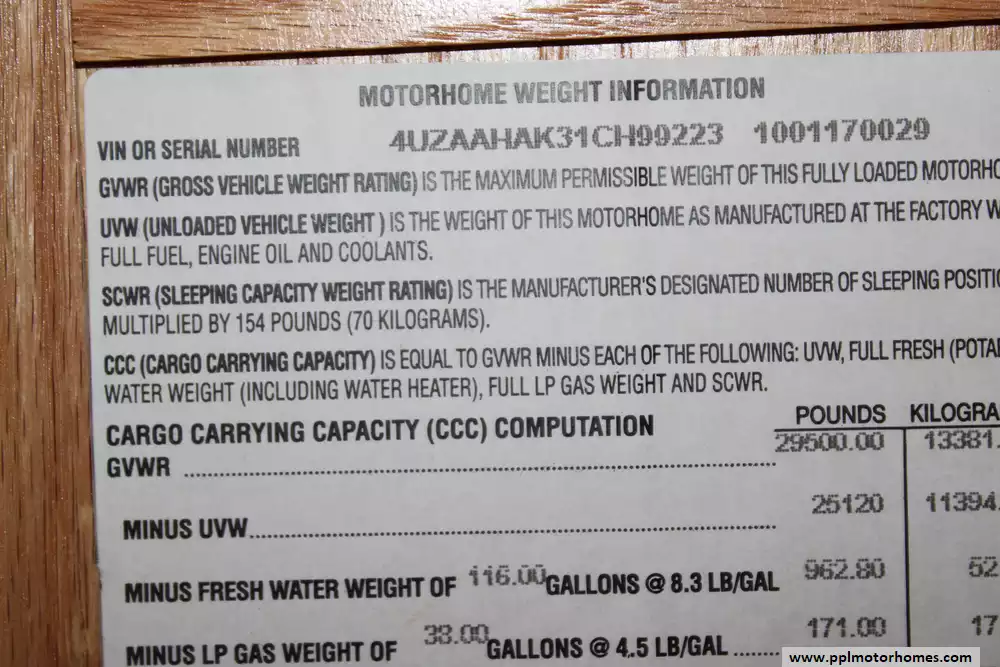 MOTORHOME WEIGHT INFORMATION
VIN OR SERIAL NUMBER 4UZAAHAK31CH99223 1001170029
GVWR (GROSS VEHICLE WEIGHT RATING) IS THE MAXIMUM PERMISSIBLE WEIGHT OF THIS FULLY LOADED MOTORHO
UVW (UNLOADED VEHICLE WEIGHT ) IS THE WEIGHT OF THIS MOTORHOME AS MANUFACTURED AT THE FACTORY W
FULL FUEL, ENGINE OIL AND COOLANTS.
SCWR (SLEEPING CAPACITY WEIGHT RATING) IS THE MANUFACTURER'S DESIGNATED NUMBER OF SLEEPING POSITIO
MULTIPLIED BY 154 POUNDS (70 KILOGRAMS).
CCC (CARGO CARRYING CAPACITY) IS EQUAL TO GVWR MINUS EACH OF THE FOLLOWING: UVW, FULL FRESH (POTA
WATER WEIGHT (INCLUDING WATER HEATER), FULL LP GAS WEIGHT AND SCWR.
POUNDS KILOGRA
CARGO CARRYING CAPACITY (CCC) COMPUTATION
GVWR ........ 29500.00 13381.
MINUS UVW........ 25120 11394.
MINUS FRESH WATER WEIGHT OF 116.00 GALLONS @ 8.3 LB/GAL 962.80 52
MINUS LP GAS WEIGHT OF 38.00 GALLONS @ 4.5 LB/GAL ........ 171.00 17
www.pplmotorhomes.com